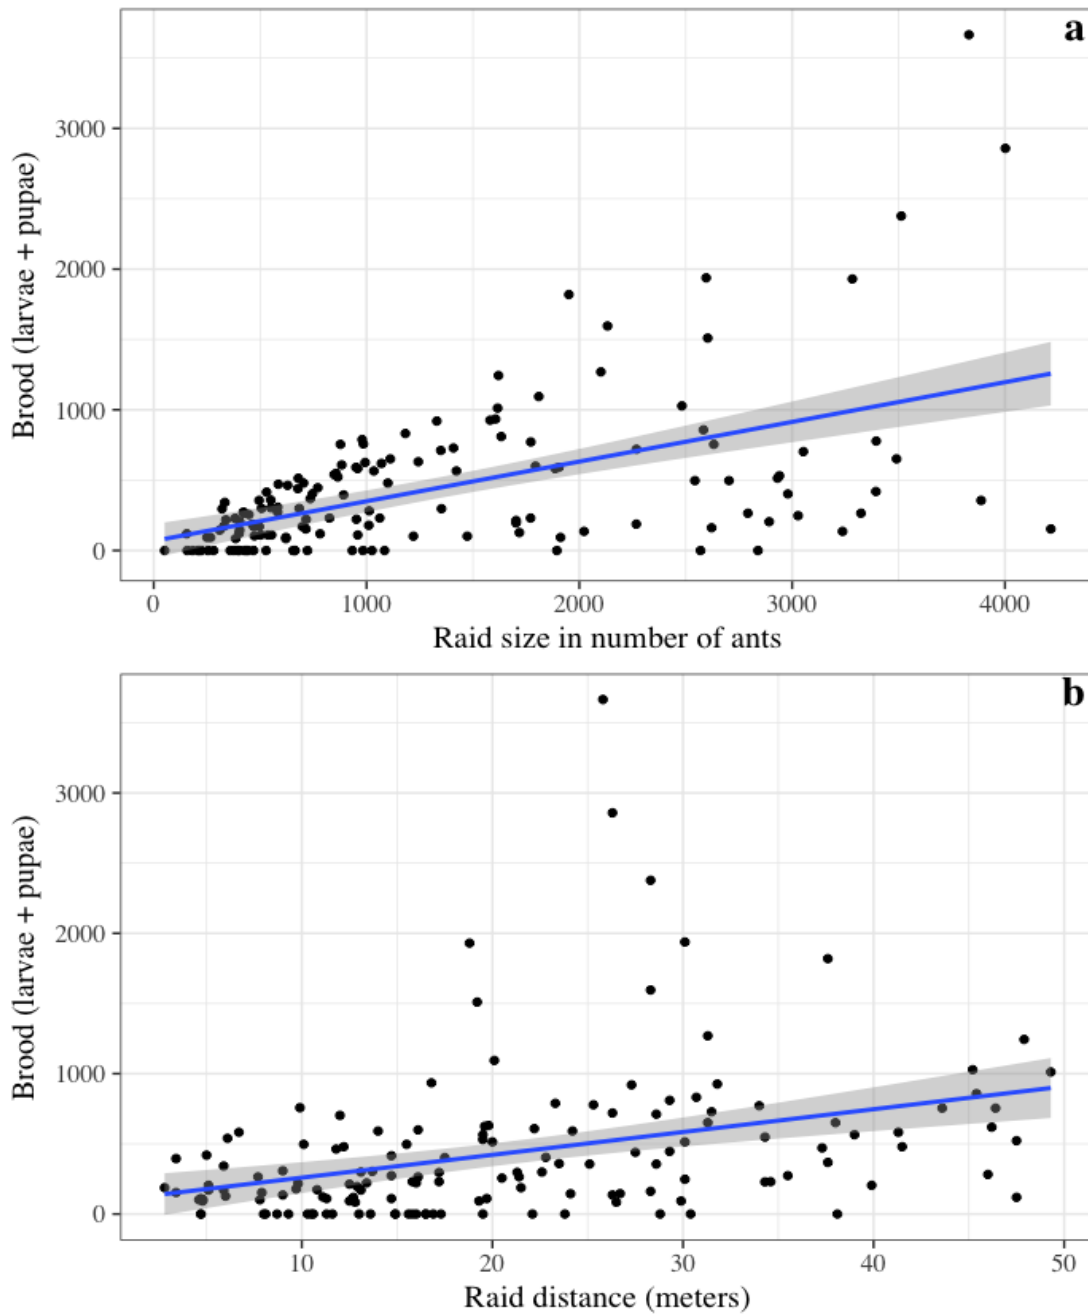 a
3000
2000
1000
0
Brood (larvae + pupae)
0 1000 2000 3000 4000
Raid size in number of ants
b
3000
2000
1000
0
Brood (larvae + pupae)
10 20 30 40 50
Raid distance (meters)